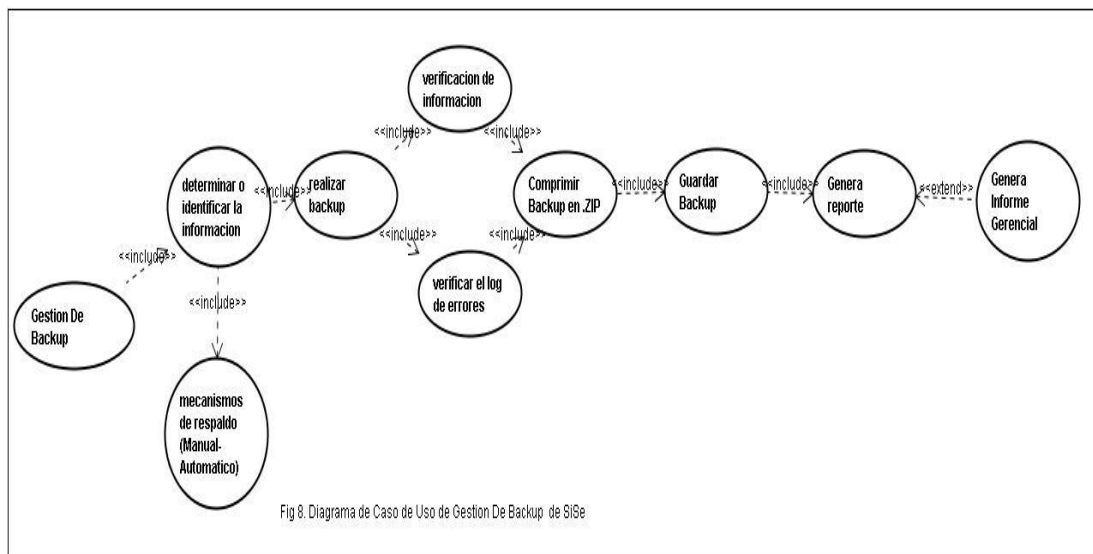 verificacion de
informacion
<<include>>
<<include>>
determinar o
identificar la
informacion
<<include>>
realizar
backup
Comprimir
Backup en .ZIP
<<include>>
Guardar
Backup
<<include>>
Genera
reporte
<<extend>>
Genera
Informe
Gerencial
<<include>>
<<include>>
<<include>>
verificar el log
de errores
<<include>>
Gestion De
Backup
mecanismos
de respaldo
(Manual-
Automatico)
Fig 8. Diagrama de Caso de Uso de Gestion De Backup de SiSe